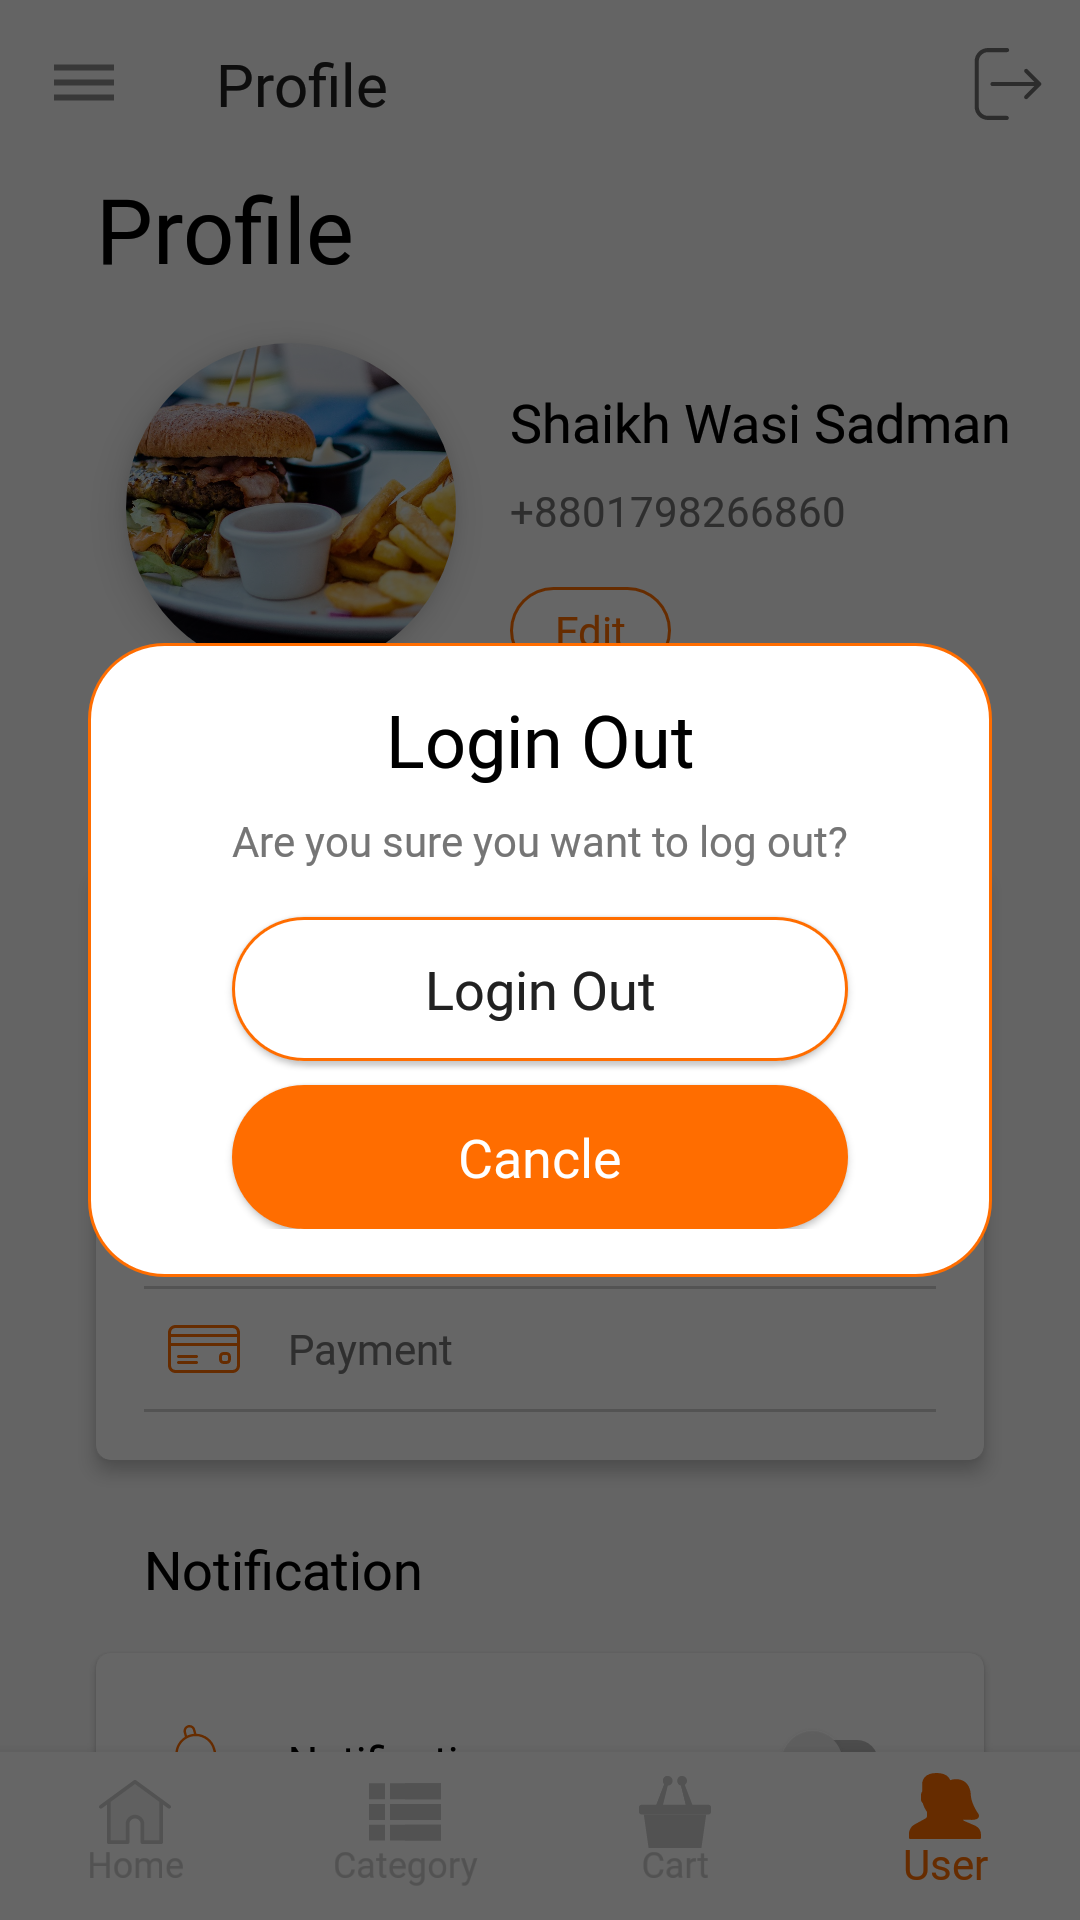 Profile
Profile
Shaikh Wasi Sadman
+8801798266860
Edit
Login Out
Are you sure you want to log out?
Login Out
Cancle
Payment
Notification
Home
Category
Cart
User